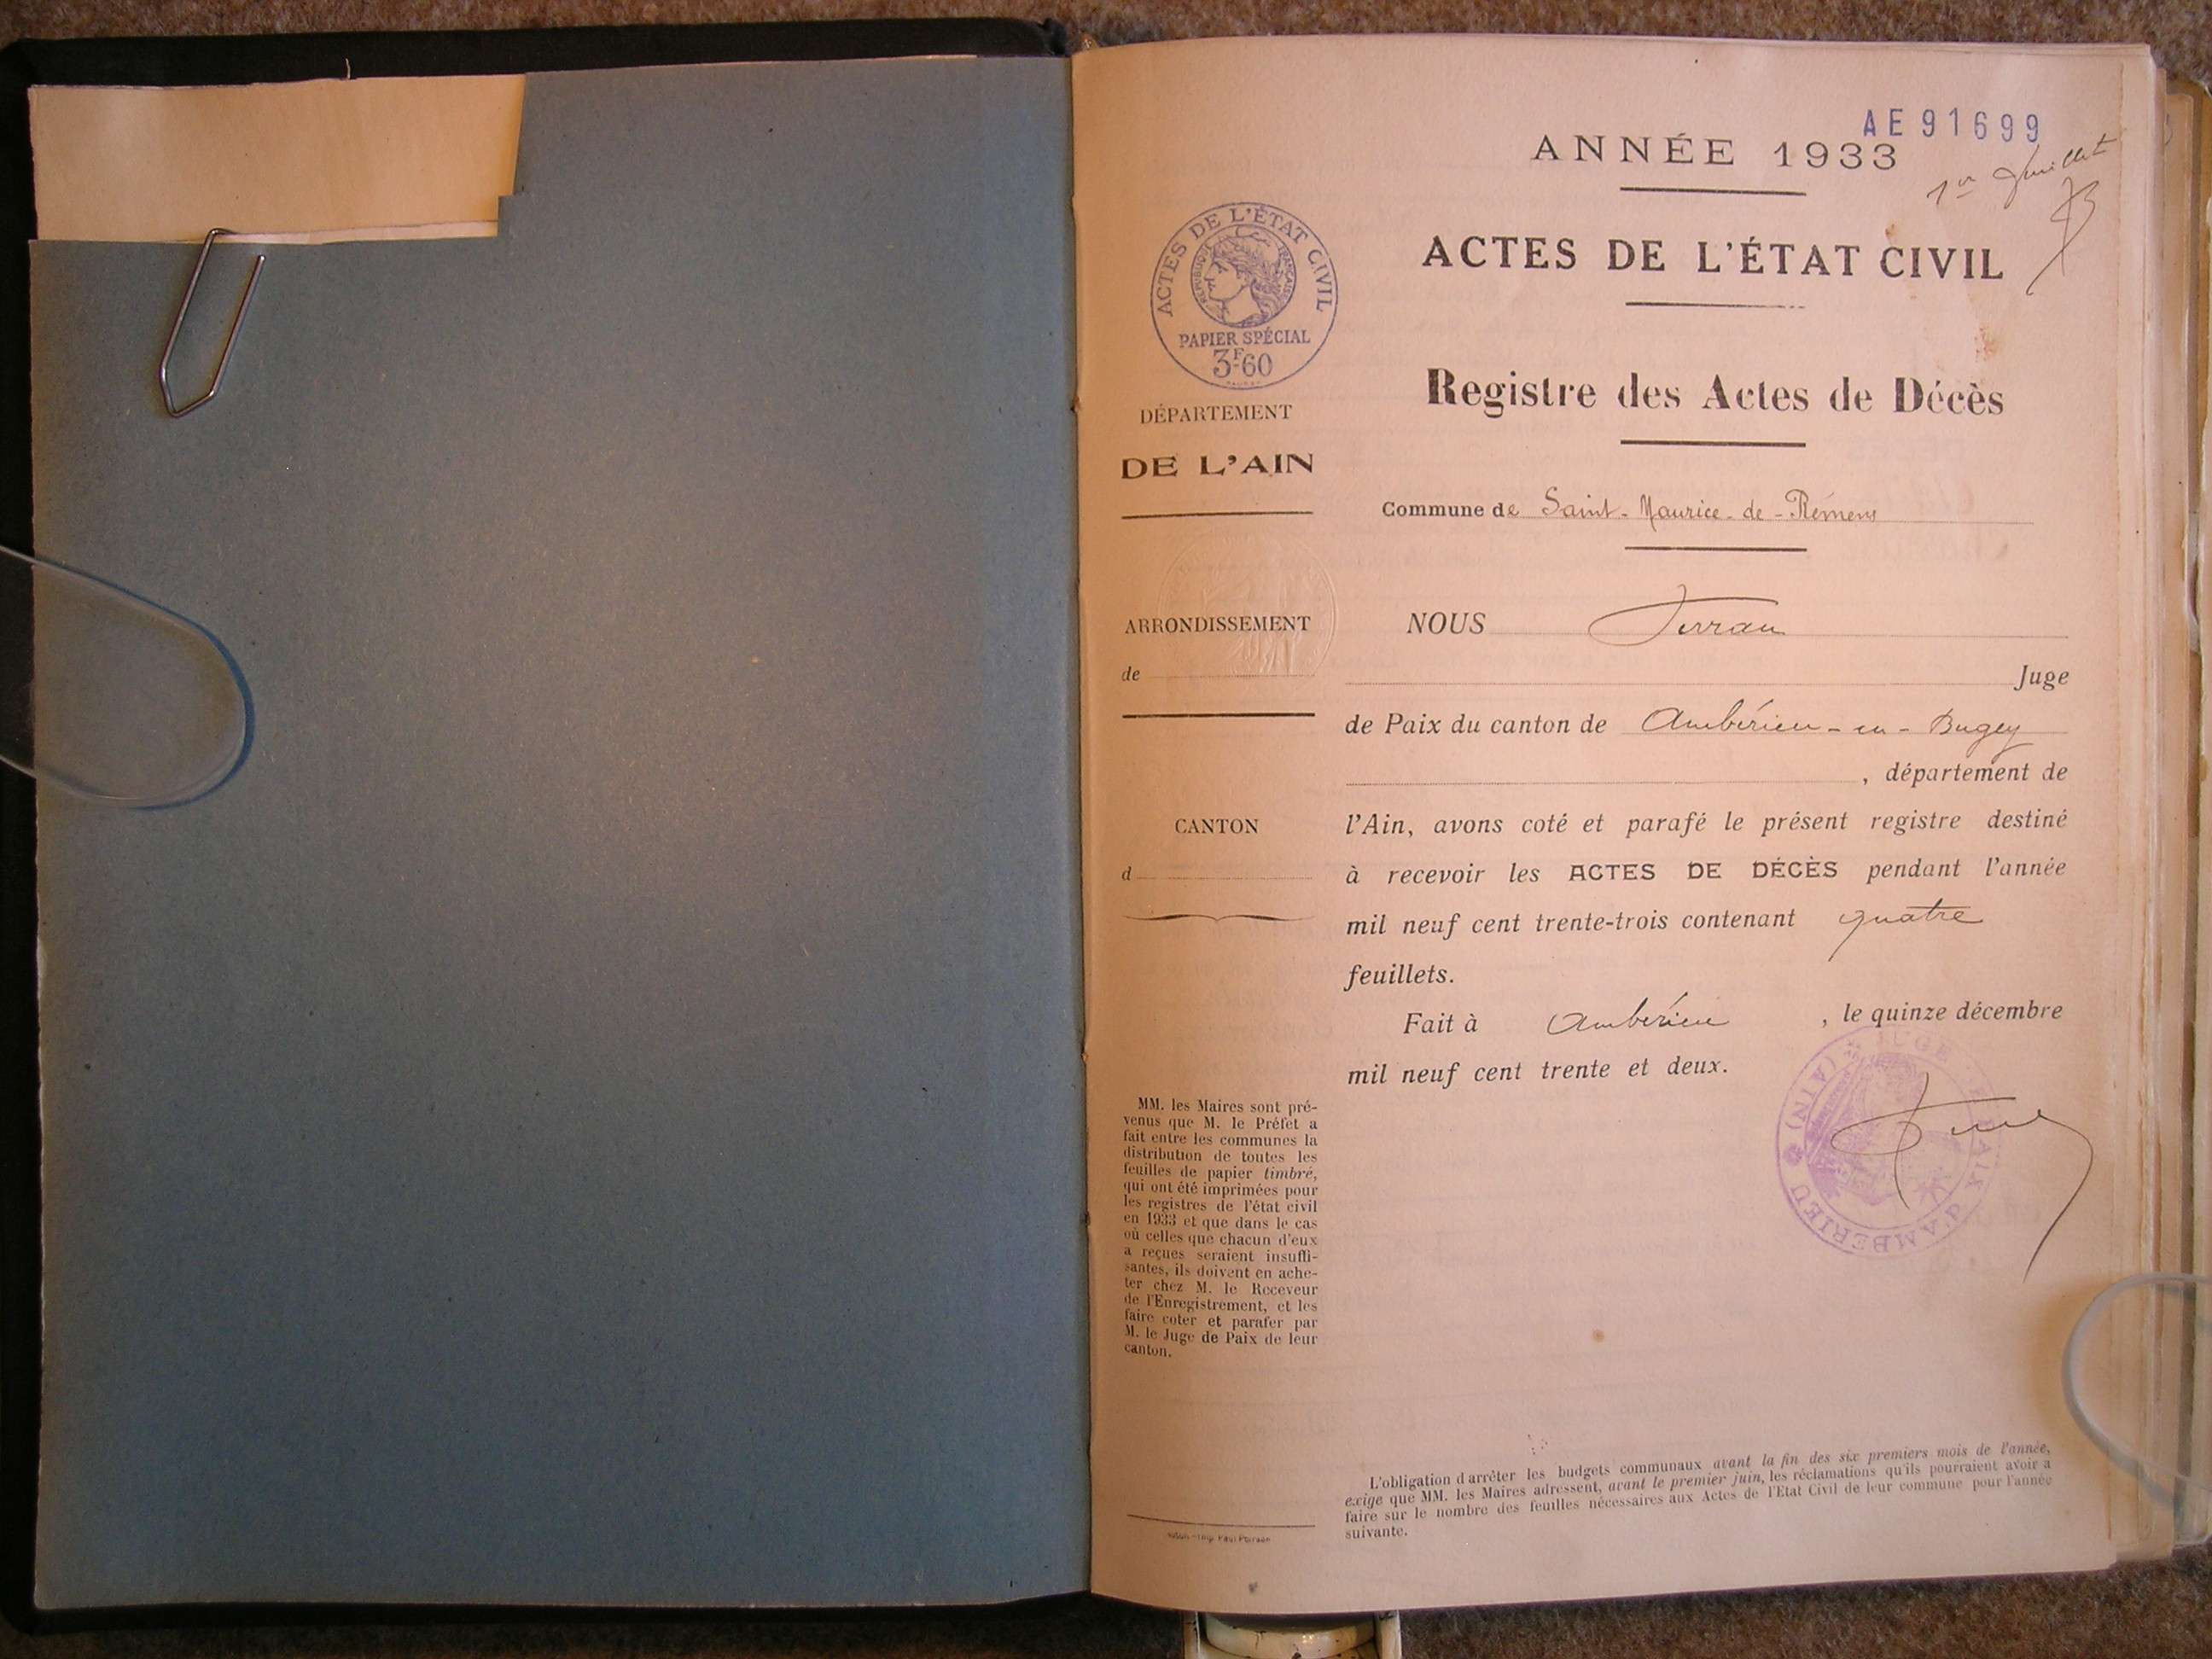 AE 91699
ANNÉE 1933
1er Juillet
ACTES DE L'ÉTAT CIVIL
RÉPUBLIQUE FRANÇAISE
PAPIER SPÉCIAL
3F60
ACTES DE L'ÉTAT CIVIL
Registre des Actes de Décès
DÉPARTEMENT
DE L'AIN
Commune de Saint-Maurice-de-Rémens
ARRONDISSEMENT
de
CANTON
d
NOUS
Juge
de Paix du canton de Ambérieu-en-Bugey
, département de
l'Ain, avons coté et parafé le présent registre destiné
à recevoir les ACTES DE DÉCÈS pendant l'année
mil neuf cent trente-trois contenant quatre
feuillets.
Fait à Ambérieu, le quinze décembre
mil neuf cent trente et deux.
JUGE PAIX D'AMBERIEU (AIN)
MM. les Maires sont pré-
venus que M. le Préfet a
fait entre les communes la
distribution de toutes les
feuilles de papier timbré,
qui ont été imprimées pour
les registres de l'état civil
en 1933 et que dans le cas
où celles que chacun d'eux
a reçues seraient insuffi-
santes, ils doivent en ache-
ter chez M. le Receveur
de l'Enregistrement, et les
faire coter et parafer par
M. le Juge de Paix de leur
canton.
L'obligation d'arrêter les budgets communaux avant la fin des six premiers mois de l'année,
exige que MM. les Maires adressent, avant le premier juin, les réclamations qu'ils pourraient avoir à
faire sur le nombre des feuilles nécessaires aux Actes de l'Etat Civil de leur commune pour l'année
suivante.